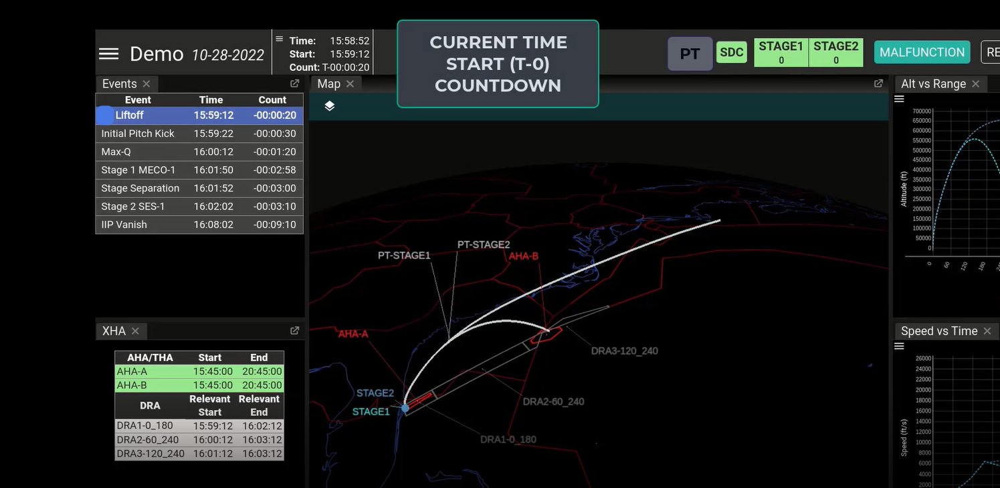 CURRENT TIME
START (T-0)
COUNTDOWN
Demo 10-28-2022
Time: 15:58:52
Start: 15:59:12
Count: T-00:00:20
PT
SDC
STAGE1 STAGE2
0 0
MALFUNCTION
RE
Events
Event Time Count
Liftoff 15:59:12 -00:00:20
Initial Pitch Kick 15:59:22 -00:00:30
Max-Q 16:00:12 -00:01:20
Stage 1 MECO-1 16:01:50 -00:02:58
Stage Separation 16:01:52 -00:03:00
Stage 2 SES-1 16:02:02 -00:03:10
IIP Vanish 16:08:02 -00:09:10
XHA
AHA/THA Start End
AHA-A 15:45:00 20:45:00
AHA-B 15:45:00 20:45:00
DRA Relevant Start Relevant End
DRA1-0_180 15:59:12 16:02:12
DRA2-60_240 16:00:12 16:03:12
DRA3-120_240 16:01:12 16:03:12
Map
PT-STAGE2
PT-STAGE1
AHA-B
AHA-A
DRA3-120_240
STAGE2
DRA2-60_240
STAGE1
DRA1-0_180
Alt vs Range
Altitude (ft)
700000
650000
600000
550000
500000
450000
400000
350000
300000
250000
200000
150000
100000
50000
0
0 60 120 180
Speed vs Time
Speed (ft/s)
26000
24000
22000
20000
18000
16000
14000
12000
10000
8000
6000
4000
2000